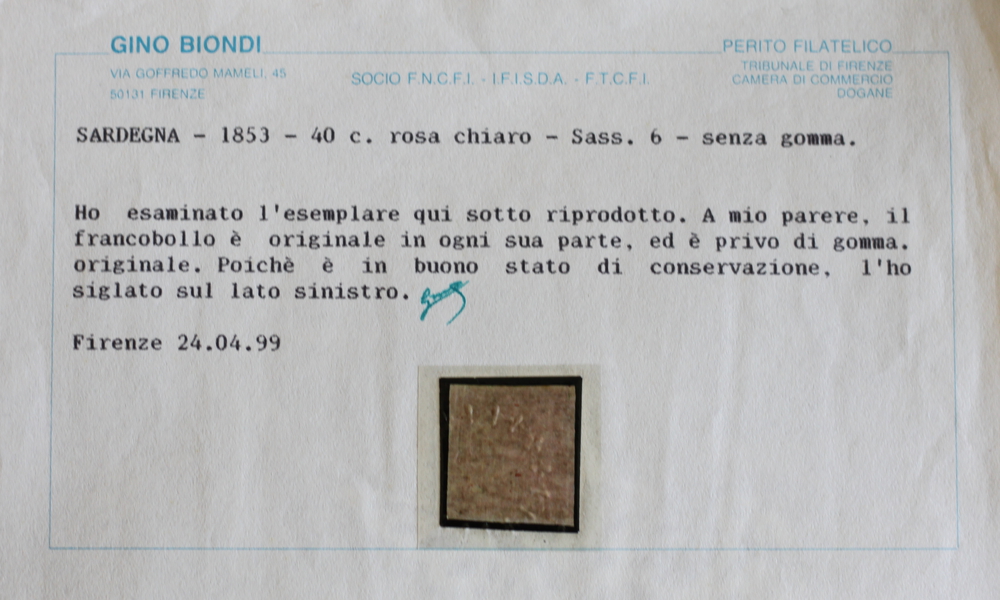 GINO BIONDI
VIA GOFFREDO MAMELI, 45
50131 FIRENZE
SOCIO F.N.C.F.I. - I.F.I.S.D.A. - F.T.C.F.I.
PERITO FILATELICO
TRIBUNALE DI FIRENZE
CAMERA DI COMMERCIO
DOGANE
SARDEGNA - 1853 - 40 c. rosa chiaro - Sass. 6 - senza gomma.
Ho esaminato l'esemplare qui sotto riprodotto. A mio parere, il
francobollo è originale in ogni sua parte, ed è privo di gomma.
originale. Poichè è in buono stato di conservazione, l'ho
siglato sul lato sinistro.
Firenze 24.04.99